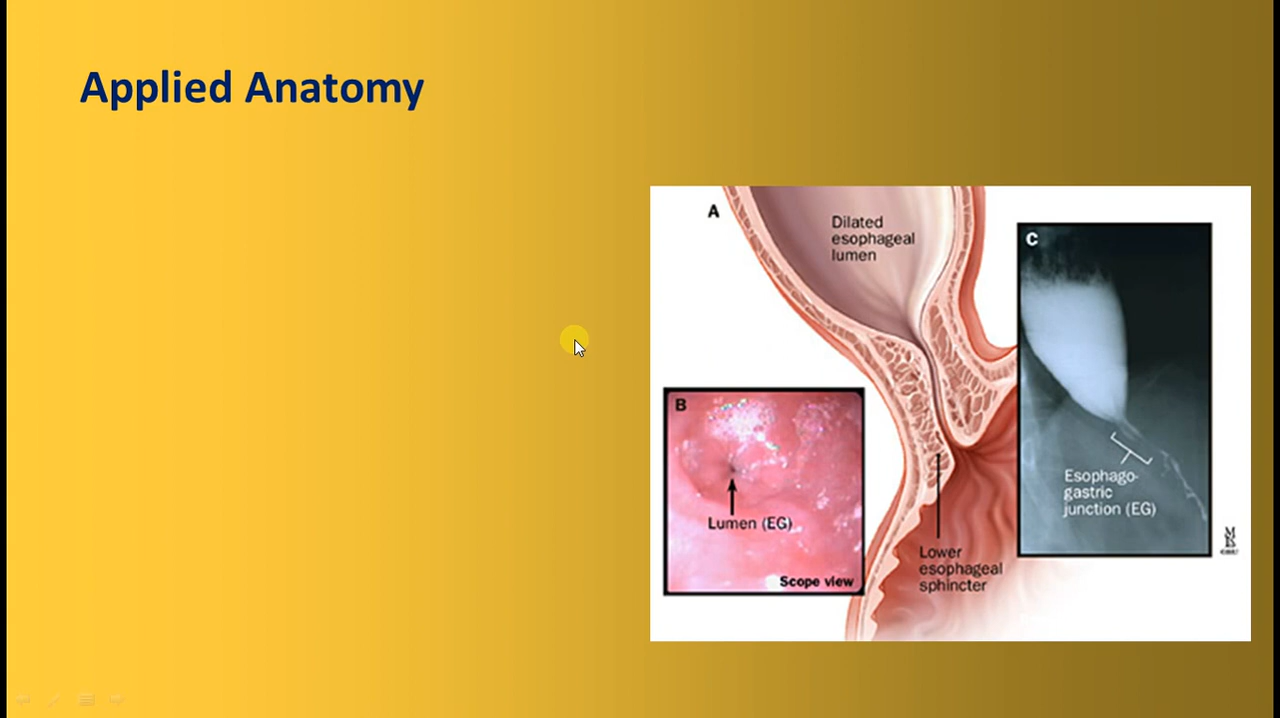 Applied Anatomy
A
Dilated
esophageal
lumen
C
B
Lumen (EG)
Scope view
Lower
esophageal
sphincter
Esophago-
gastric
junction (EG)